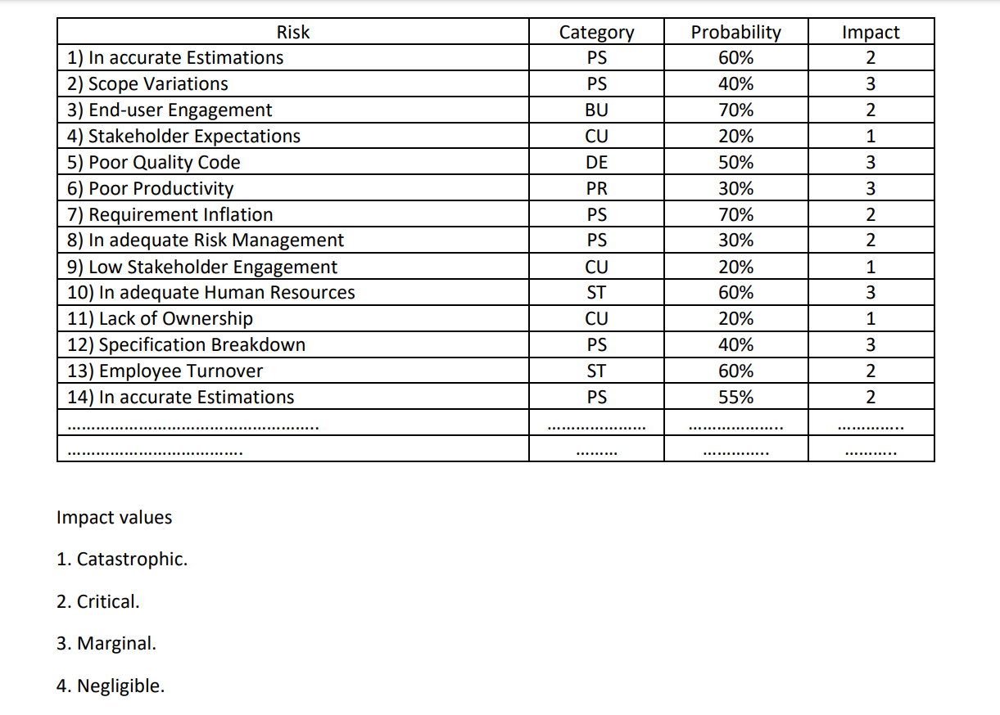 Risk Category Probability Impact
1) In accurate Estimations PS 60% 2
2) Scope Variations PS 40% 3
3) End-user Engagement BU 70% 2
4) Stakeholder Expectations CU 20% 1
5) Poor Quality Code DE 50% 3
6) Poor Productivity PR 30% 3
7) Requirement Inflation PS 70% 2
8) In adequate Risk Management PS 30% 2
9) Low Stakeholder Engagement CU 20% 1
10) In adequate Human Resources ST 60% 3
11) Lack of Ownership CU 20% 1
12) Specification Breakdown PS 40% 3
13) Employee Turnover ST 60% 2
14) In accurate Estimations PS 55% 2
…………………………………………….. ………………… ……………….. …………..
………………………………. ……… ………….. ………..
Impact values
1. Catastrophic.
2. Critical.
3. Marginal.
4. Negligible.